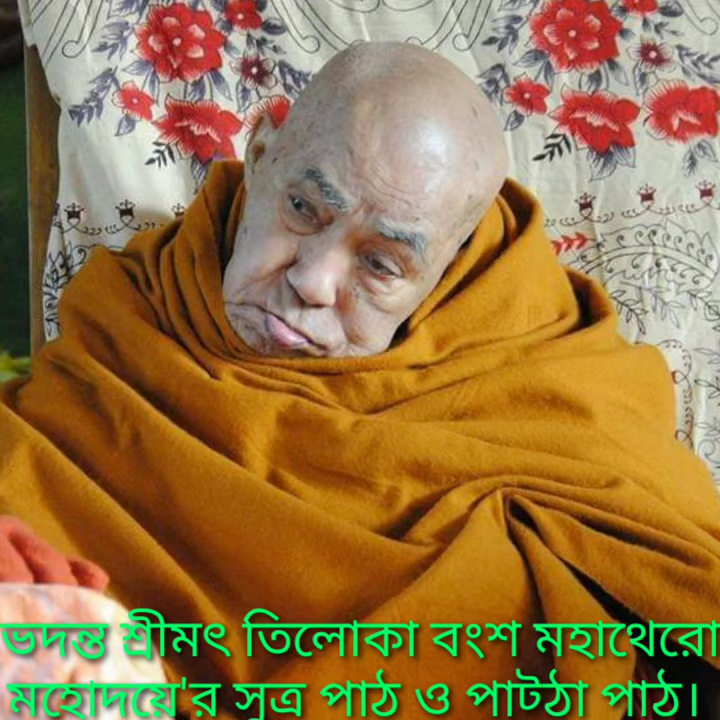 ভদন্ত শ্রীমৎ তিলোকা বংশ মহাথেরো
মহোদয়ে'র সূত্র পাঠ ও পাটঠা পাঠ।